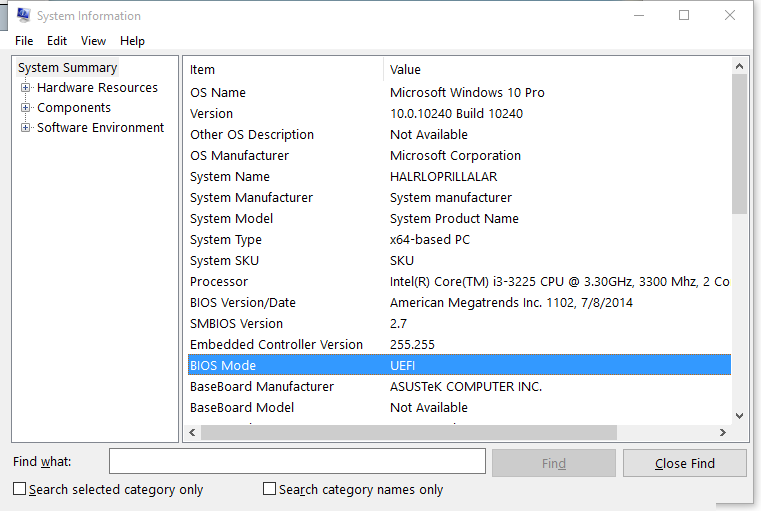 System Information
File Edit View Help
System Summary
Hardware Resources
Components
Software Environment
Item Value
OS Name Microsoft Windows 10 Pro
Version 10.0.10240 Build 10240
Other OS Description Not Available
OS Manufacturer Microsoft Corporation
System Name HALRLOPRILLALAR
System Manufacturer System manufacturer
System Model System Product Name
System Type x64-based PC
System SKU SKU
Processor Intel(R) Core(TM) i3-3225 CPU @ 3.30GHz, 3300 Mhz, 2 Co
BIOS Version/Date American Megatrends Inc. 1102, 7/8/2014
SMBIOS Version 2.7
Embedded Controller Version 255.255
BIOS Mode UEFI
BaseBoard Manufacturer ASUSTeK COMPUTER INC.
BaseBoard Model Not Available
Find what:
Find
Close Find
Search selected category only
Search category names only